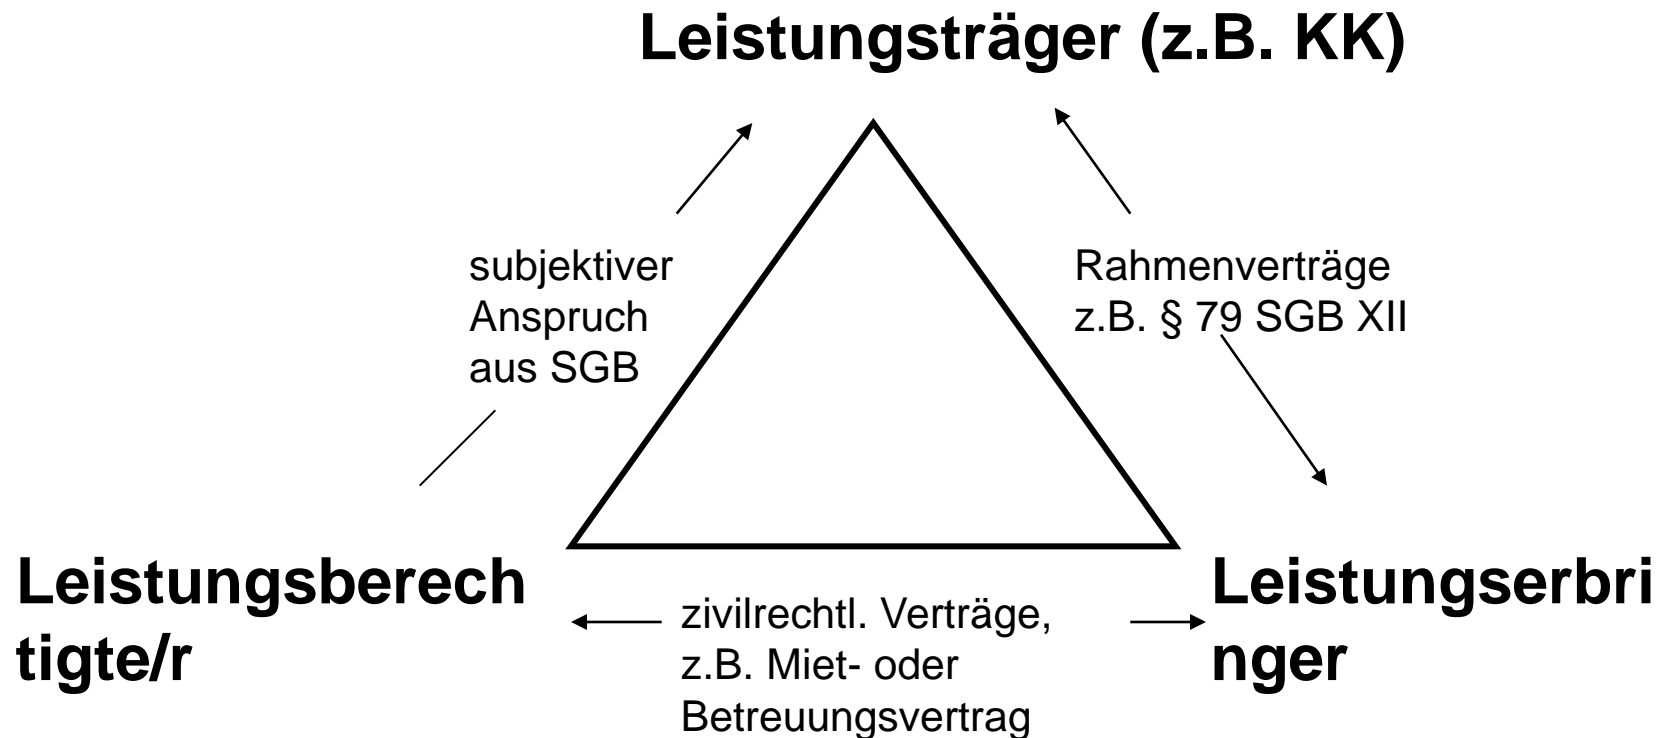 Leistungsträger (z.B. KK)
subjektiver
Anspruch
aus SGB
Rahmenverträge
z.B. § 79 SGB XII
Leistungsberech
tigte/r
zivilrechtl. Verträge,
z.B. Miet- oder
Betreuungsvertrag
Leistungserbri
nger